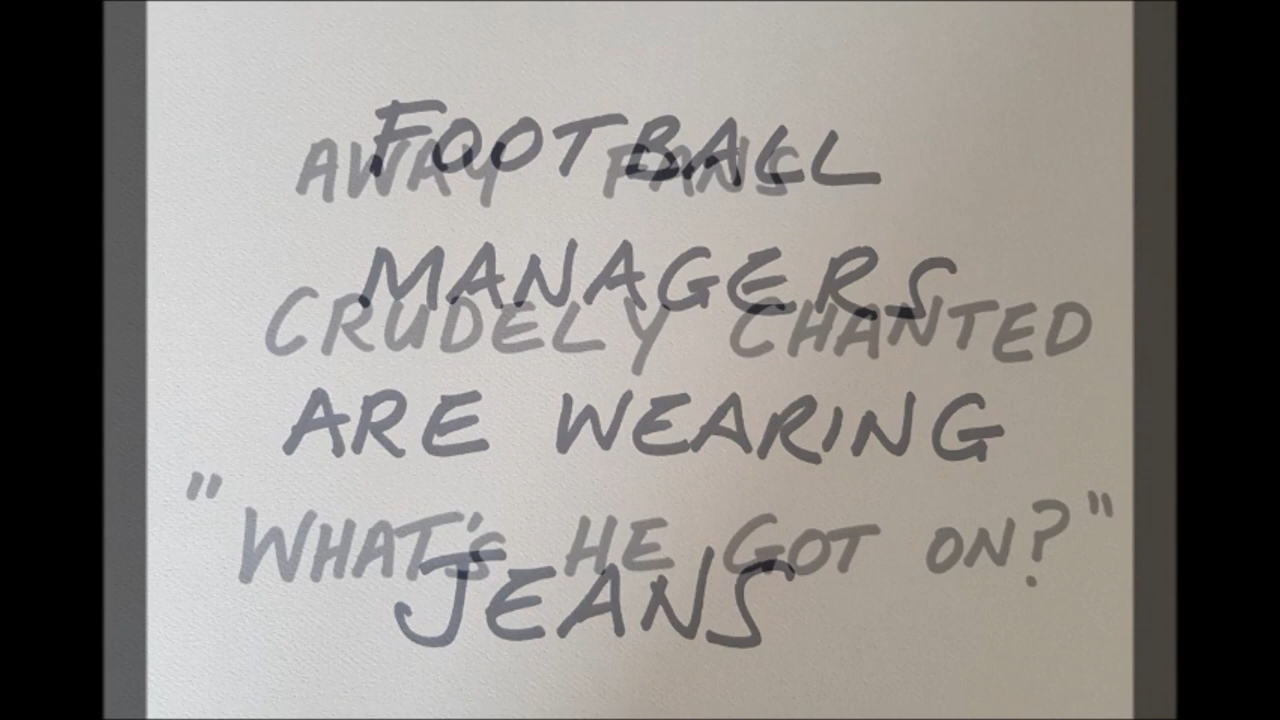 FOOTBALL
MANAGERS
ARE WEARING
JEANS
AWAY FANS
CRUDELY CHANTED
"WHAT'S HE GOT ON?"